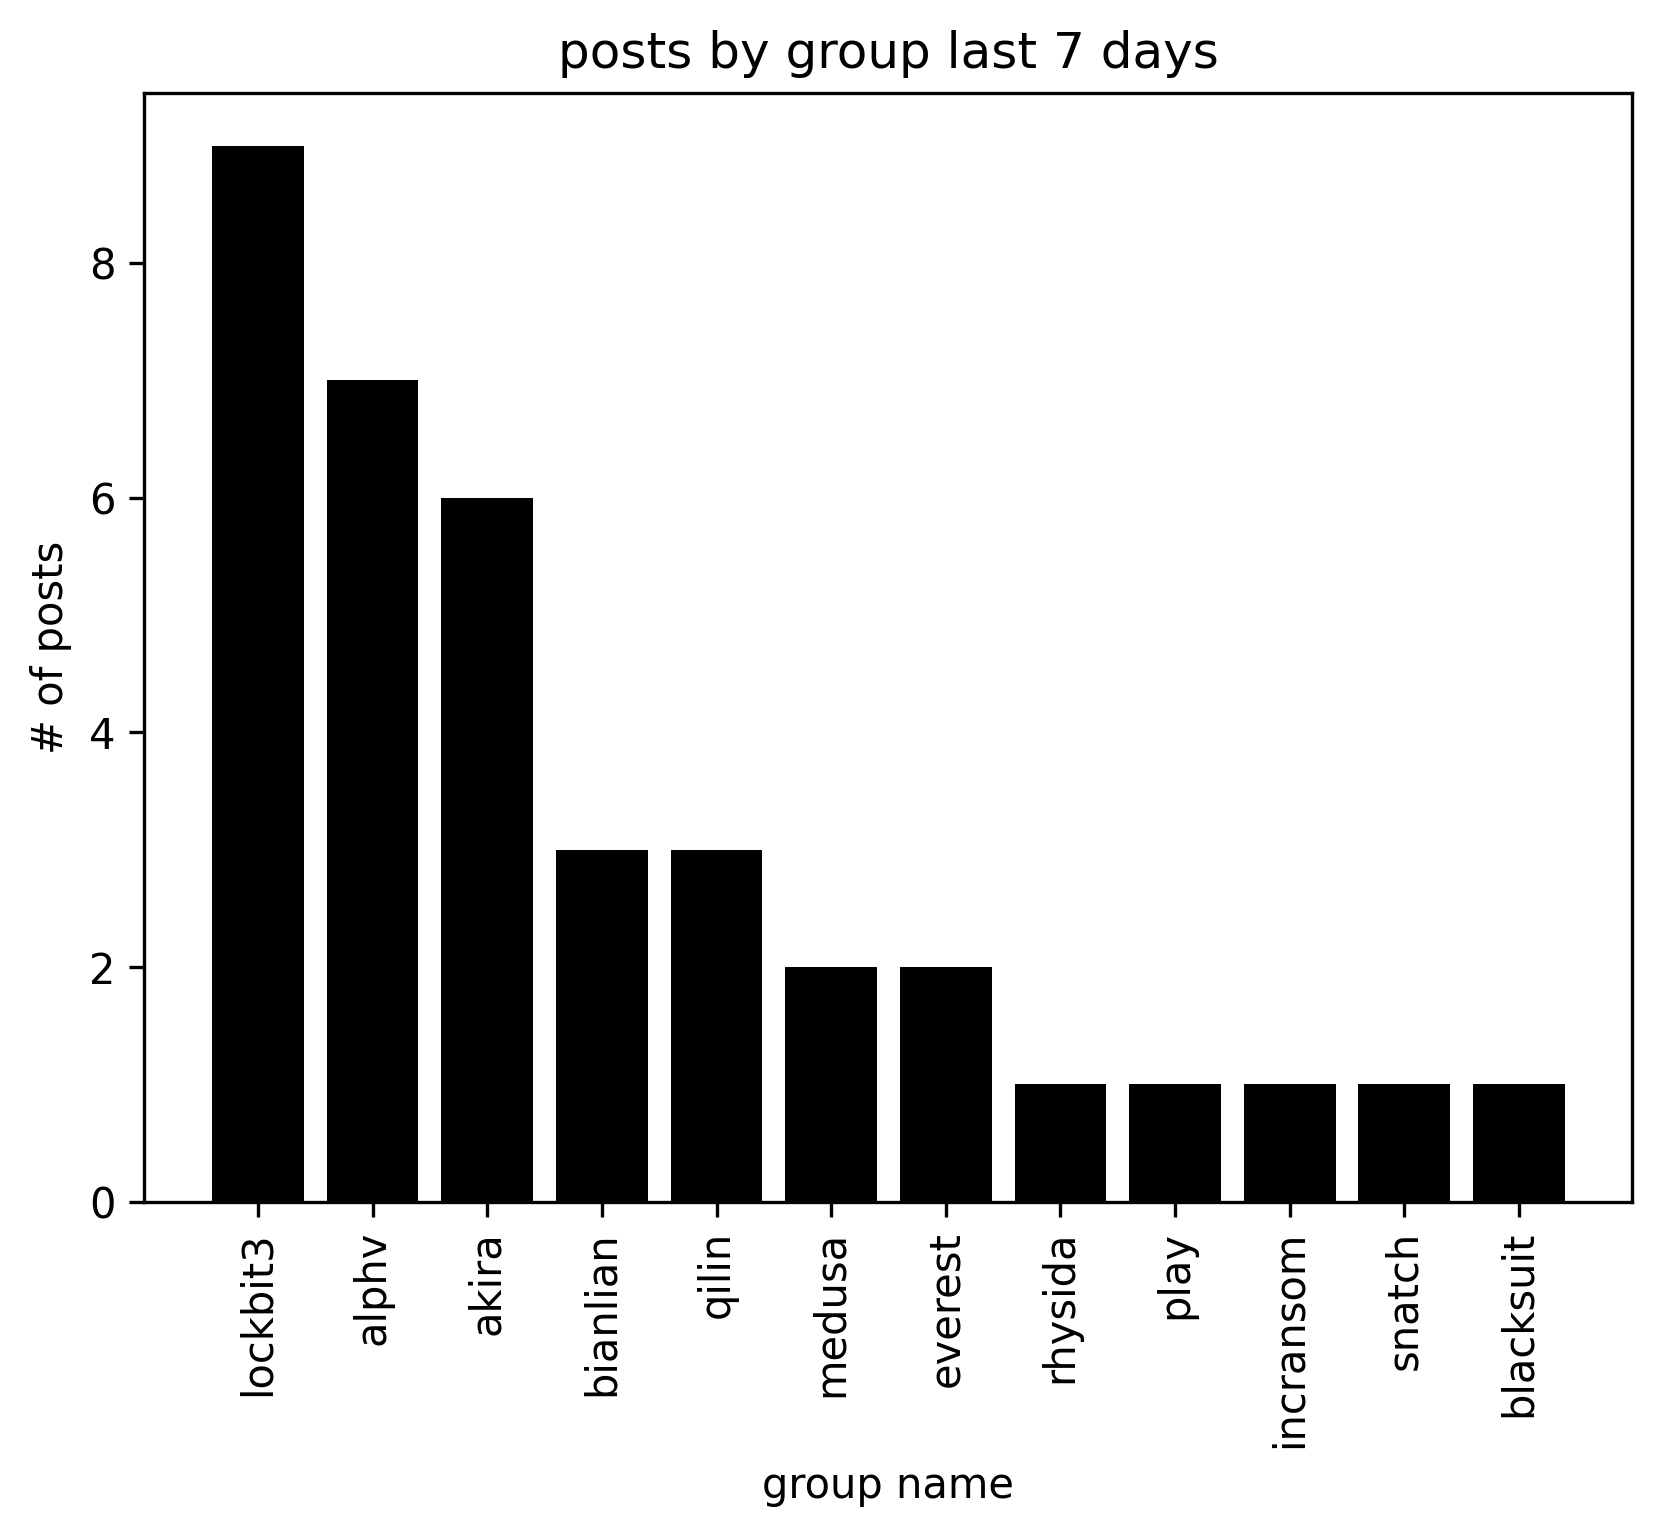 posts by group last 7 days
# of posts
8
6
4
2
0
lockbit3
alphv
akira
bianlian
qilin
medusa
everest
rhysida
play
incransom
snatch
blacksuit
group name